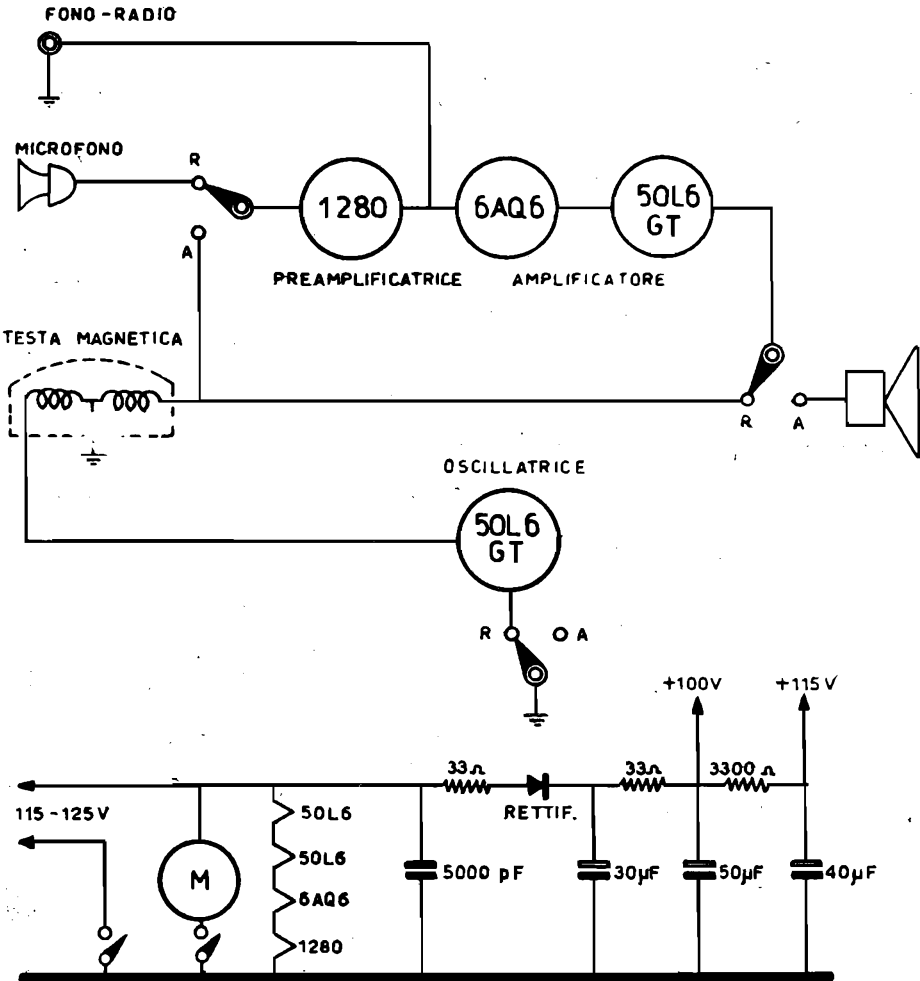 FONO-RADIO
MICROFONO
R
A
1280
6AQ6
50L6
GT
PREAMPLIFICATRICE
AMPLIFICATORE
TESTA MAGNETICA
R
A
OSCILLATRICE
50L6
GT
R
A
+100V
+115V
33Ω
33Ω
3300Ω
RETTIF.
115-125V
M
50L6
50L6
6AQ6
1280
5000 pF
30µF
50µF
40µF